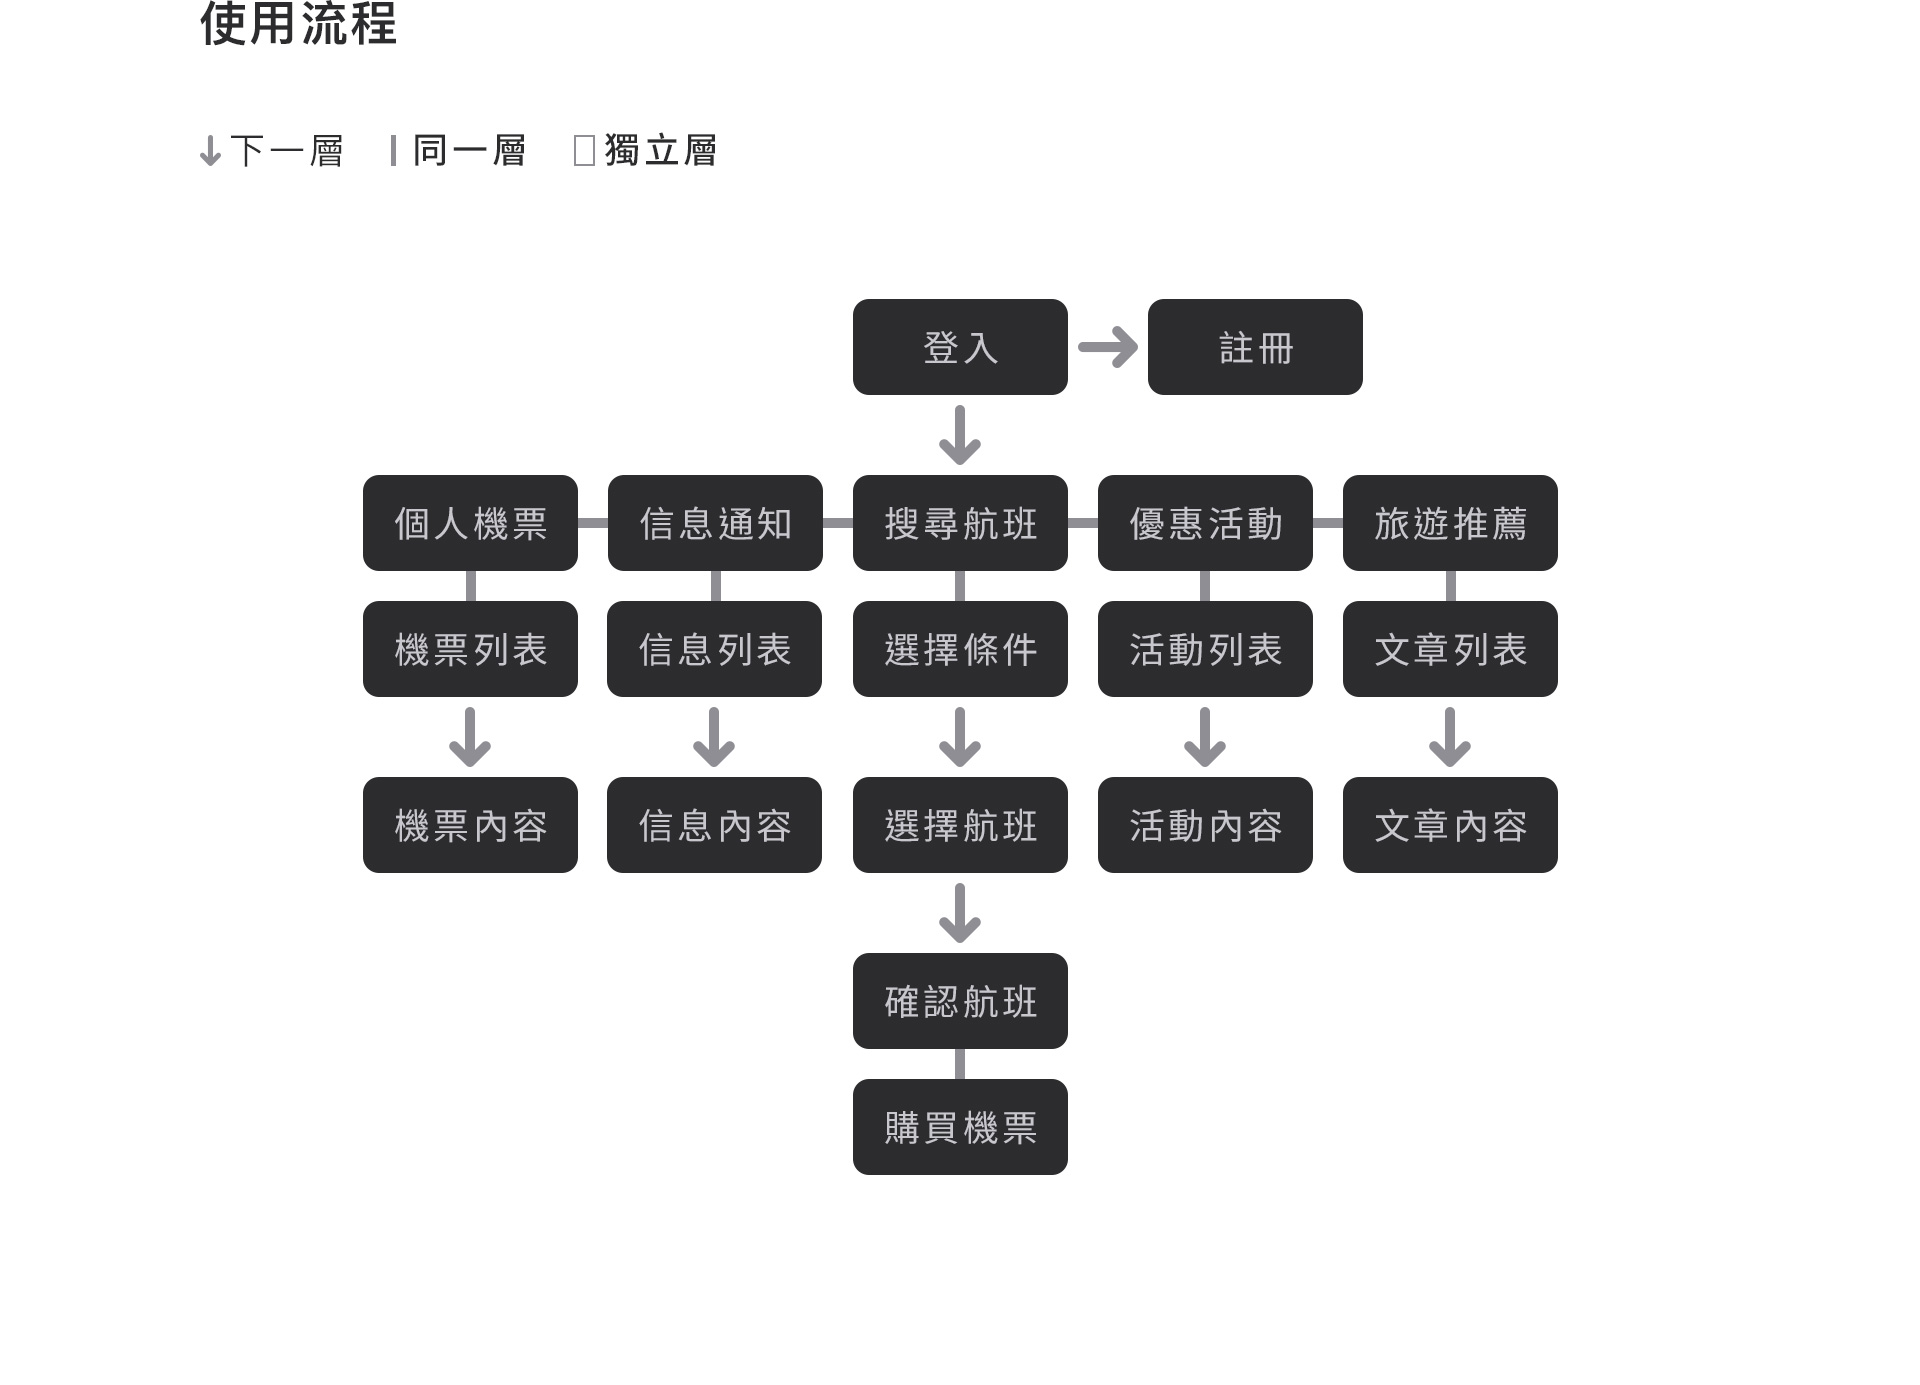 使用流程
下一層 同一層 獨立層
登入 註冊
個人機票 信息通知 搜尋航班 優惠活動 旅遊推薦
機票列表 信息列表 選擇條件 活動列表 文章列表
機票內容 信息內容 選擇航班 活動內容 文章內容
確認航班
購買機票